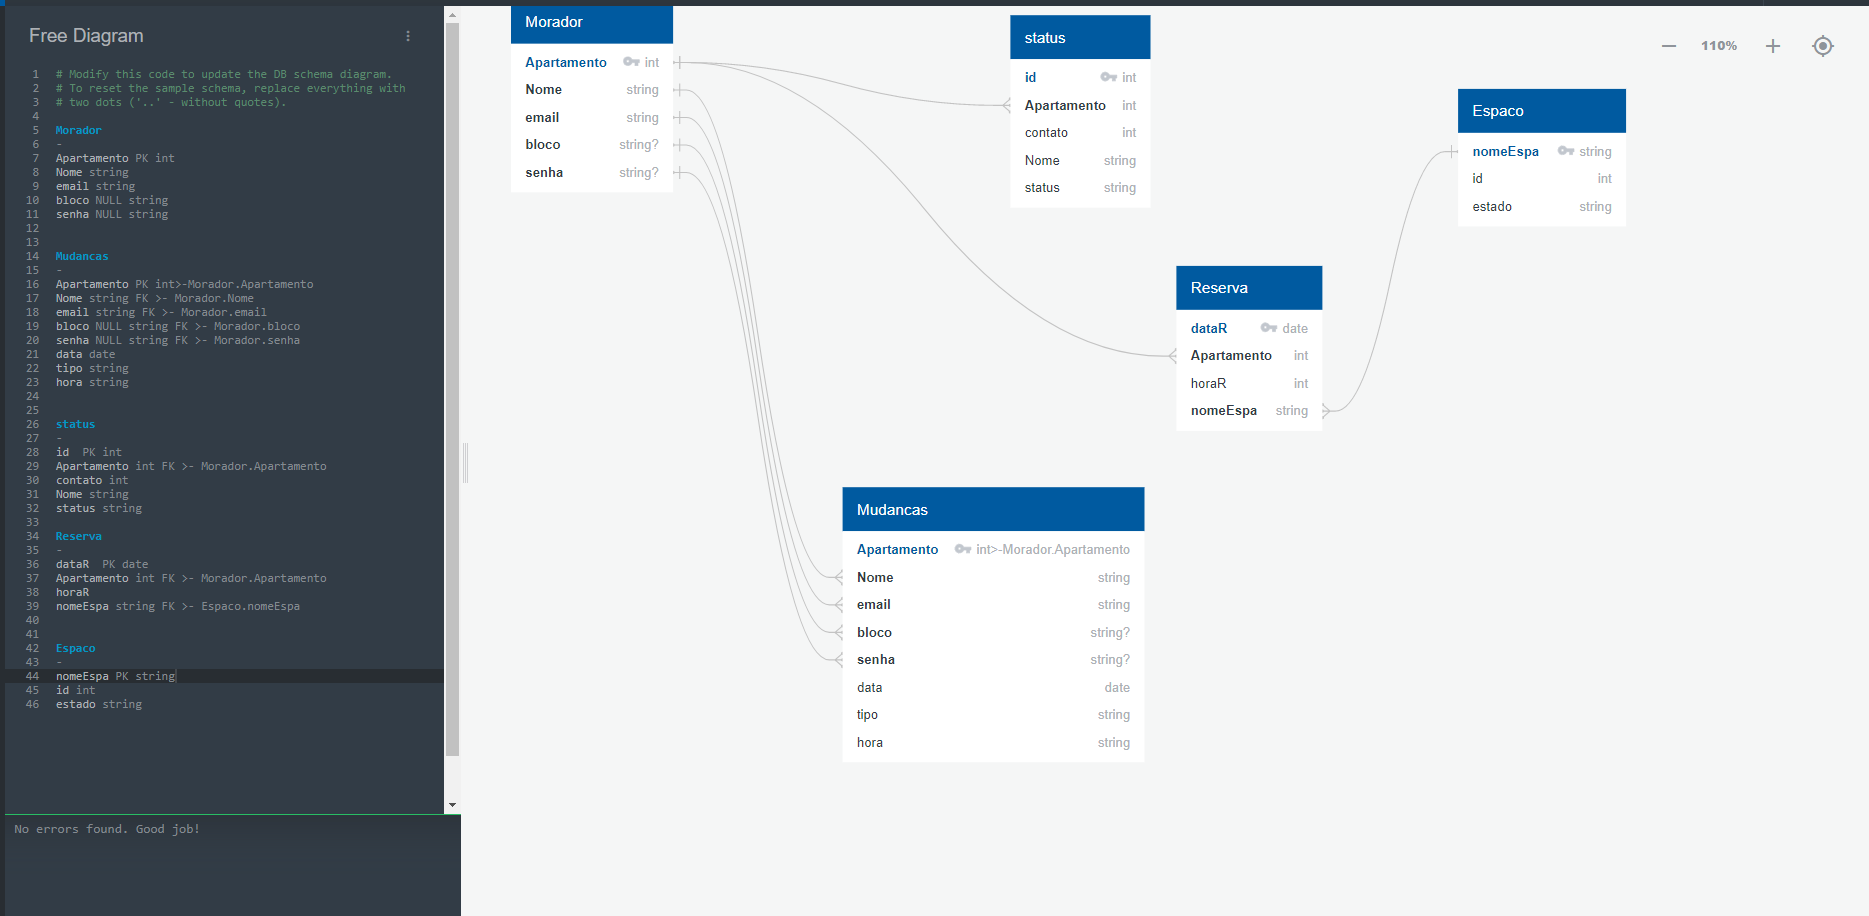 Free Diagram
1 # Modify this code to update the DB schema diagram.
2 # To reset the sample schema, replace everything with
3 # two dots ('..' - without quotes).
4
5 Morador
6 -
7 Apartamento PK int
8 Nome string
9 email string
10 bloco NULL string
11 senha NULL string
12
13
14 Mudancas
15 -
16 Apartamento PK int>-Morador.Apartamento
17 Nome string FK >- Morador.Nome
18 email string FK >- Morador.email
19 bloco NULL string FK >- Morador.bloco
20 senha NULL string FK >- Morador.senha
21 data date
22 tipo string
23 hora string
24
25
26 status
27 -
28 id  PK int
29 Apartamento int FK >- Morador.Apartamento
30 contato int
31 Nome string
32 status string
33
34 Reserva
35 -
36 dataR  PK date
37 Apartamento int FK >- Morador.Apartamento
38 horaR
39 nomeEspa string FK >- Espaco.nomeEspa
40
41
42 Espaco
43 -
44 nomeEspa PK string
45 id int
46 estado string
No errors found. Good job!
Morador
Apartamento int
Nome string
email string
bloco string?
senha string?
status
id int
Apartamento int
contato int
Nome string
status string
110%
Espaco
nomeEspa string
id int
estado string
Reserva
dataR date
Apartamento int
horaR int
nomeEspa string
Mudancas
Apartamento int>-Morador.Apartamento
Nome string
email string
bloco string?
senha string?
data date
tipo string
hora string